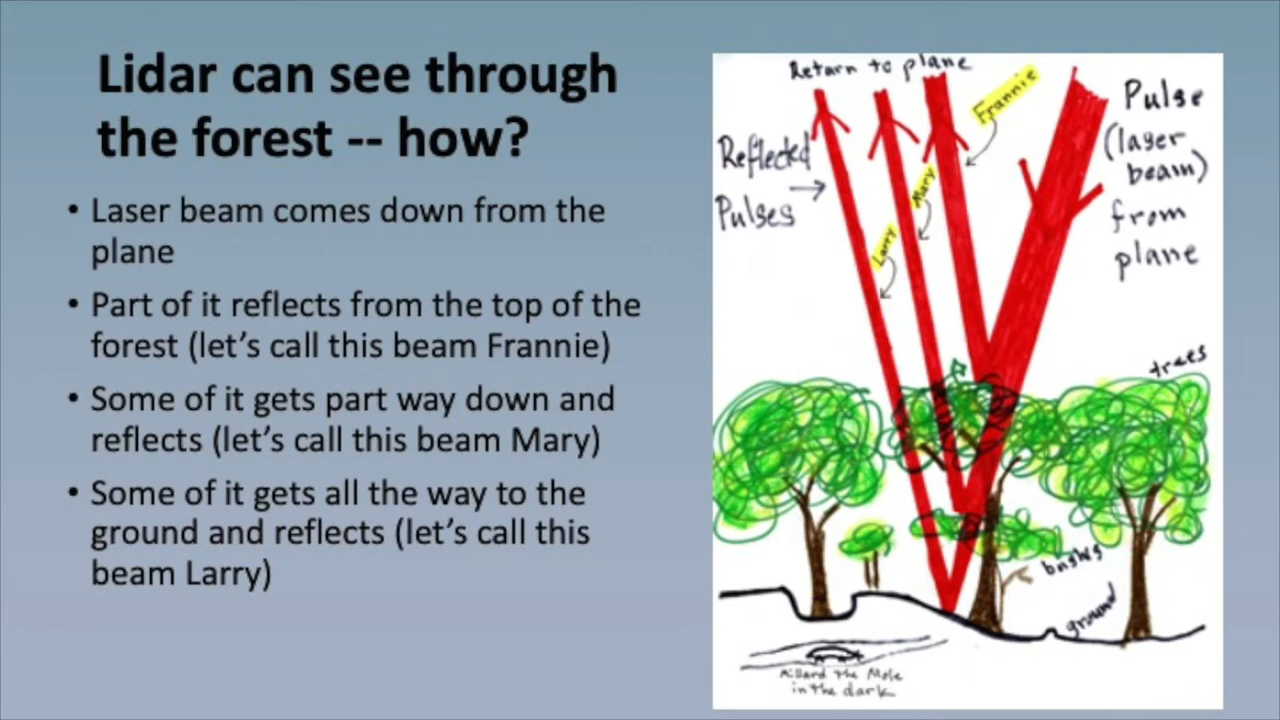 Lidar can see through
the forest -- how?
• Laser beam comes down from the
plane
• Part of it reflects from the top of the
forest (let's call this beam Frannie)
• Some of it gets part way down and
reflects (let's call this beam Mary)
• Some of it gets all the way to the
ground and reflects (let's call this
beam Larry)
Return to plane
Frannie
Pulse
(laser
beam)
from
plane
Reflected
Pulses
Mary
Larry
trees
bushes
ground
the Mole
in the dark